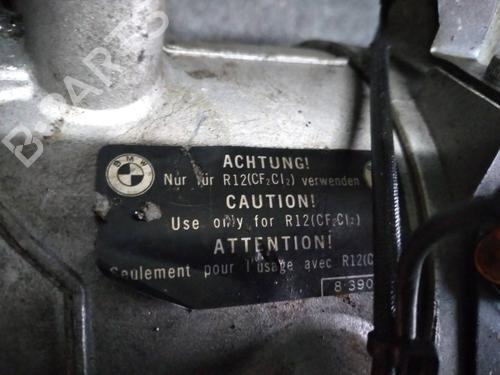 B PARTS
BMW
ACHTUNG!
Nur für R12(CF₂Cl₂) verwenden
CAUTION!
Use only for R12(CF₂Cl₂)
ATTENTION!
Seulement pour l'usage avec R12(C
8-390